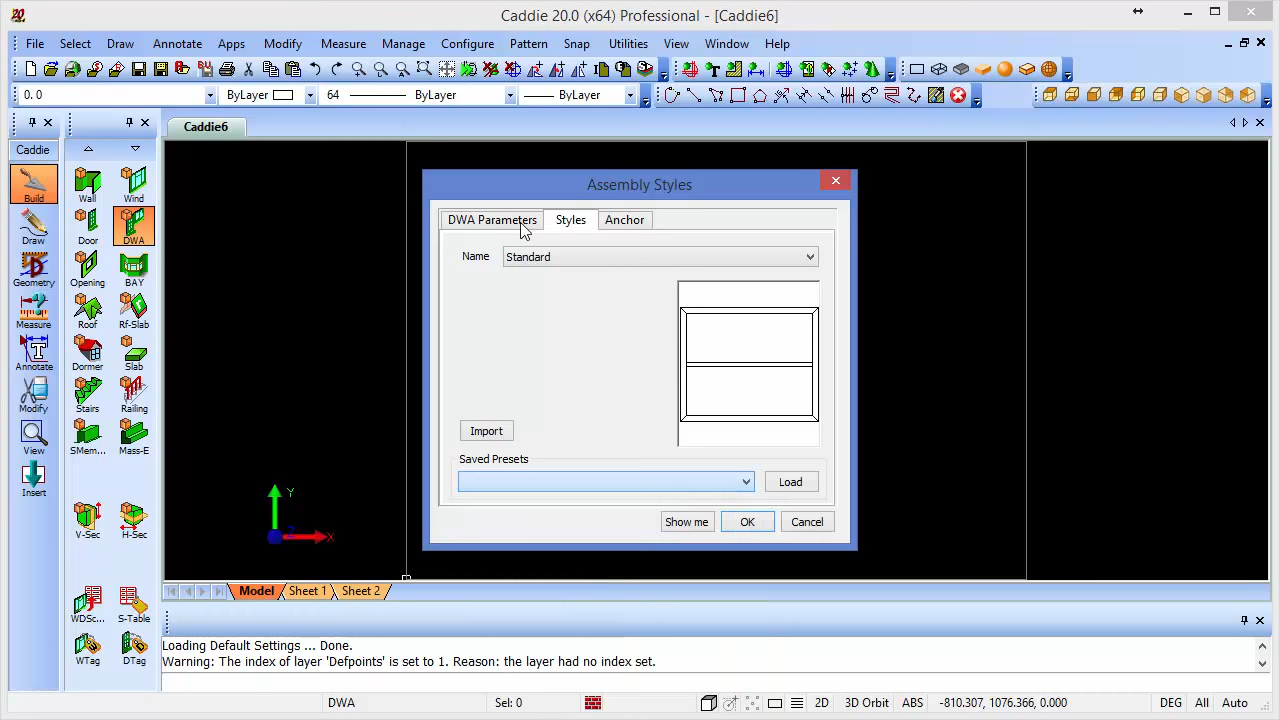 20
Caddie 20.0 (x64) Professional - [Caddie6]
File Select Draw Annotate Apps Modify Measure Manage Configure Pattern Snap Utilities View Window Help
0. 0 ByLayer 64 ByLayer ByLayer
Caddie6
Caddie
Build
Draw
Geometry
Measure
Annotate
Modify
View
Insert
Wall Wind
Door DWA
Opening BAY
Roof Rf-Slab
Dormer Slab
Stairs Railing
SMem... Mass-E
V-Sec H-Sec
WDSc... S-Table
WTag DTag
Assembly Styles
DWA Parameters Styles Anchor
Name Standard
Import
Saved Presets
Load
Show me OK Cancel
Y
Z
X
Model Sheet 1 Sheet 2
Loading Default Settings ... Done.
Warning: The index of layer 'Defpoints' is set to 1. Reason: the layer had no index set.
DWA Sel: 0 2D 3D Orbit ABS -810.307, 1076.366, 0.000 DEG All Auto